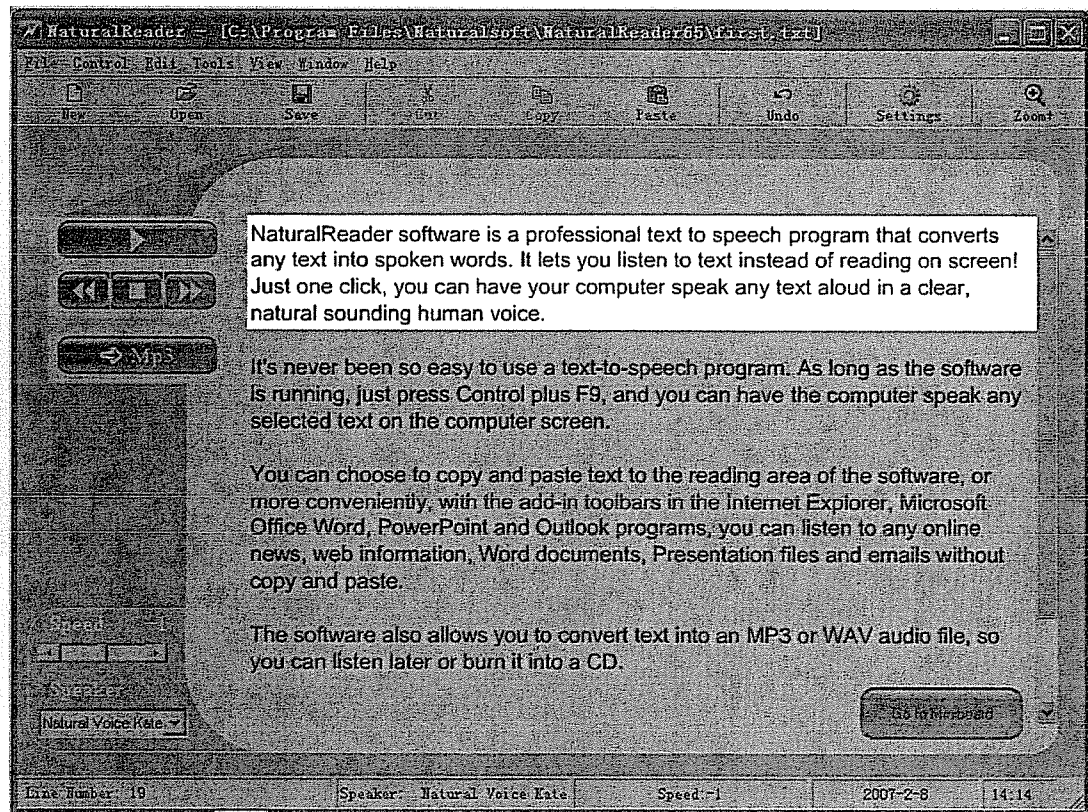 NaturalReader - [C:\Program Files\Naturalsoft\NaturalReader65\first.txt]
File Control Edit Tools View Window Help
New Open Save Cut Copy Paste Undo Settings Zoom+
NaturalReader software is a professional text to speech program that converts
any text into spoken words. It lets you listen to text instead of reading on screen!
Just one click, you can have your computer speak any text aloud in a clear,
natural sounding human voice.
Mp3
It's never been so easy to use a text-to-speech program. As long as the software
is running, just press Control plus F9, and you can have the computer speak any
selected text on the computer screen.
You can choose to copy and paste text to the reading area of the software, or
more conveniently, with the add-in toolbars in the Internet Explorer, Microsoft
Office Word, PowerPoint and Outlook programs, you can listen to any online
news, web information, Word documents, Presentation files and emails without
copy and paste.
Speed -1
The software also allows you to convert text into an MP3 or WAV audio file, so
you can listen later or burn it into a CD.
Speaker
Natural Voice Kate
Go to Miniboard
Line Number: 19 Speaker: Natural Voice Kate Speed:-1 2007-2-8 14:14